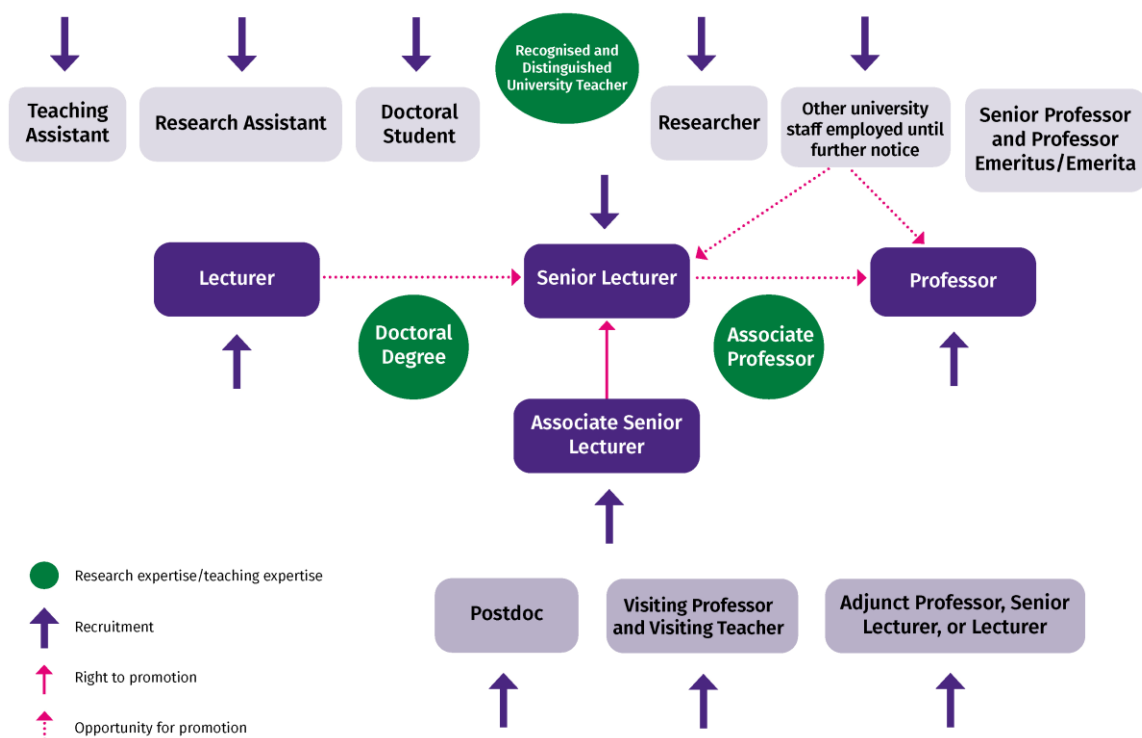 Recognised and
Distinguished
University Teacher
Teaching
Assistant
Research Assistant
Doctoral
Student
Researcher
Other university
staff employed until
further notice
Senior Professor
and Professor
Emeritus/Emerita
Lecturer
Senior Lecturer
Professor
Doctoral
Degree
Associate
Professor
Associate Senior
Lecturer
Postdoc
Visiting Professor
and Visiting Teacher
Adjunct Professor, Senior
Lecturer, or Lecturer
Research expertise/teaching expertise
Recruitment
Right to promotion
Opportunity for promotion